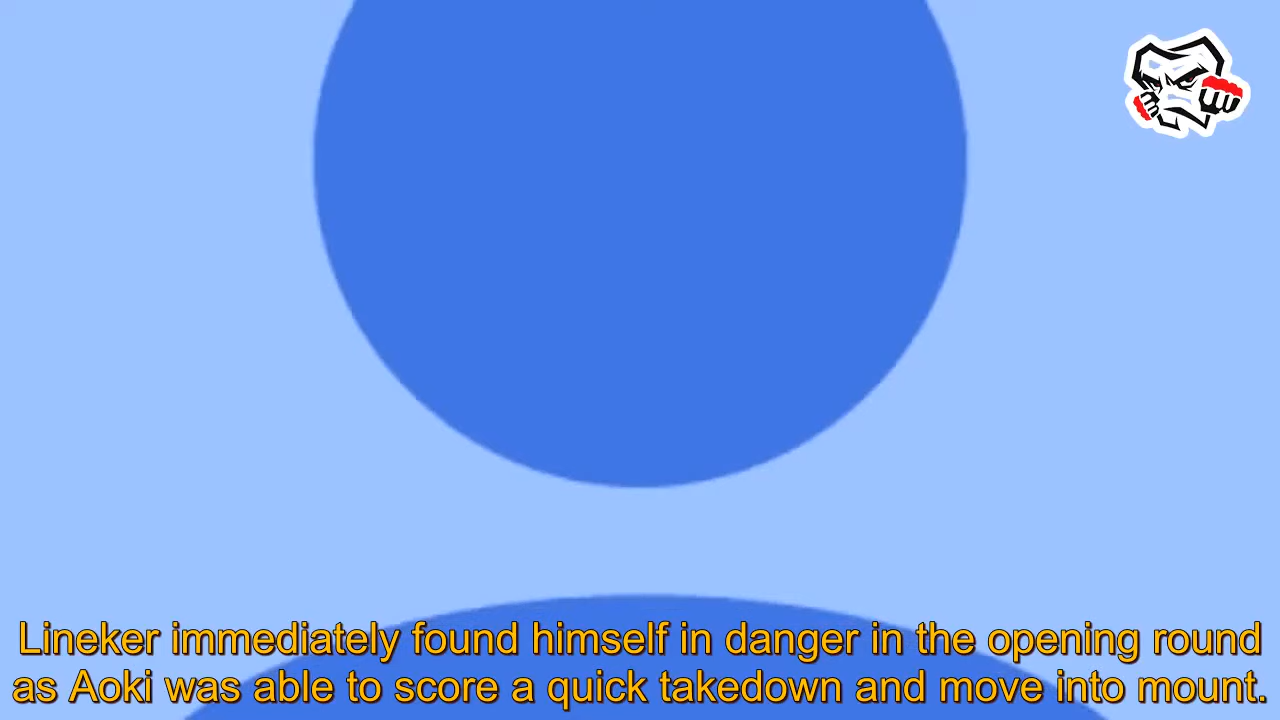 Lineker immediately found himself in danger in the opening round
as Aoki was able to score a quick takedown and move into mount.